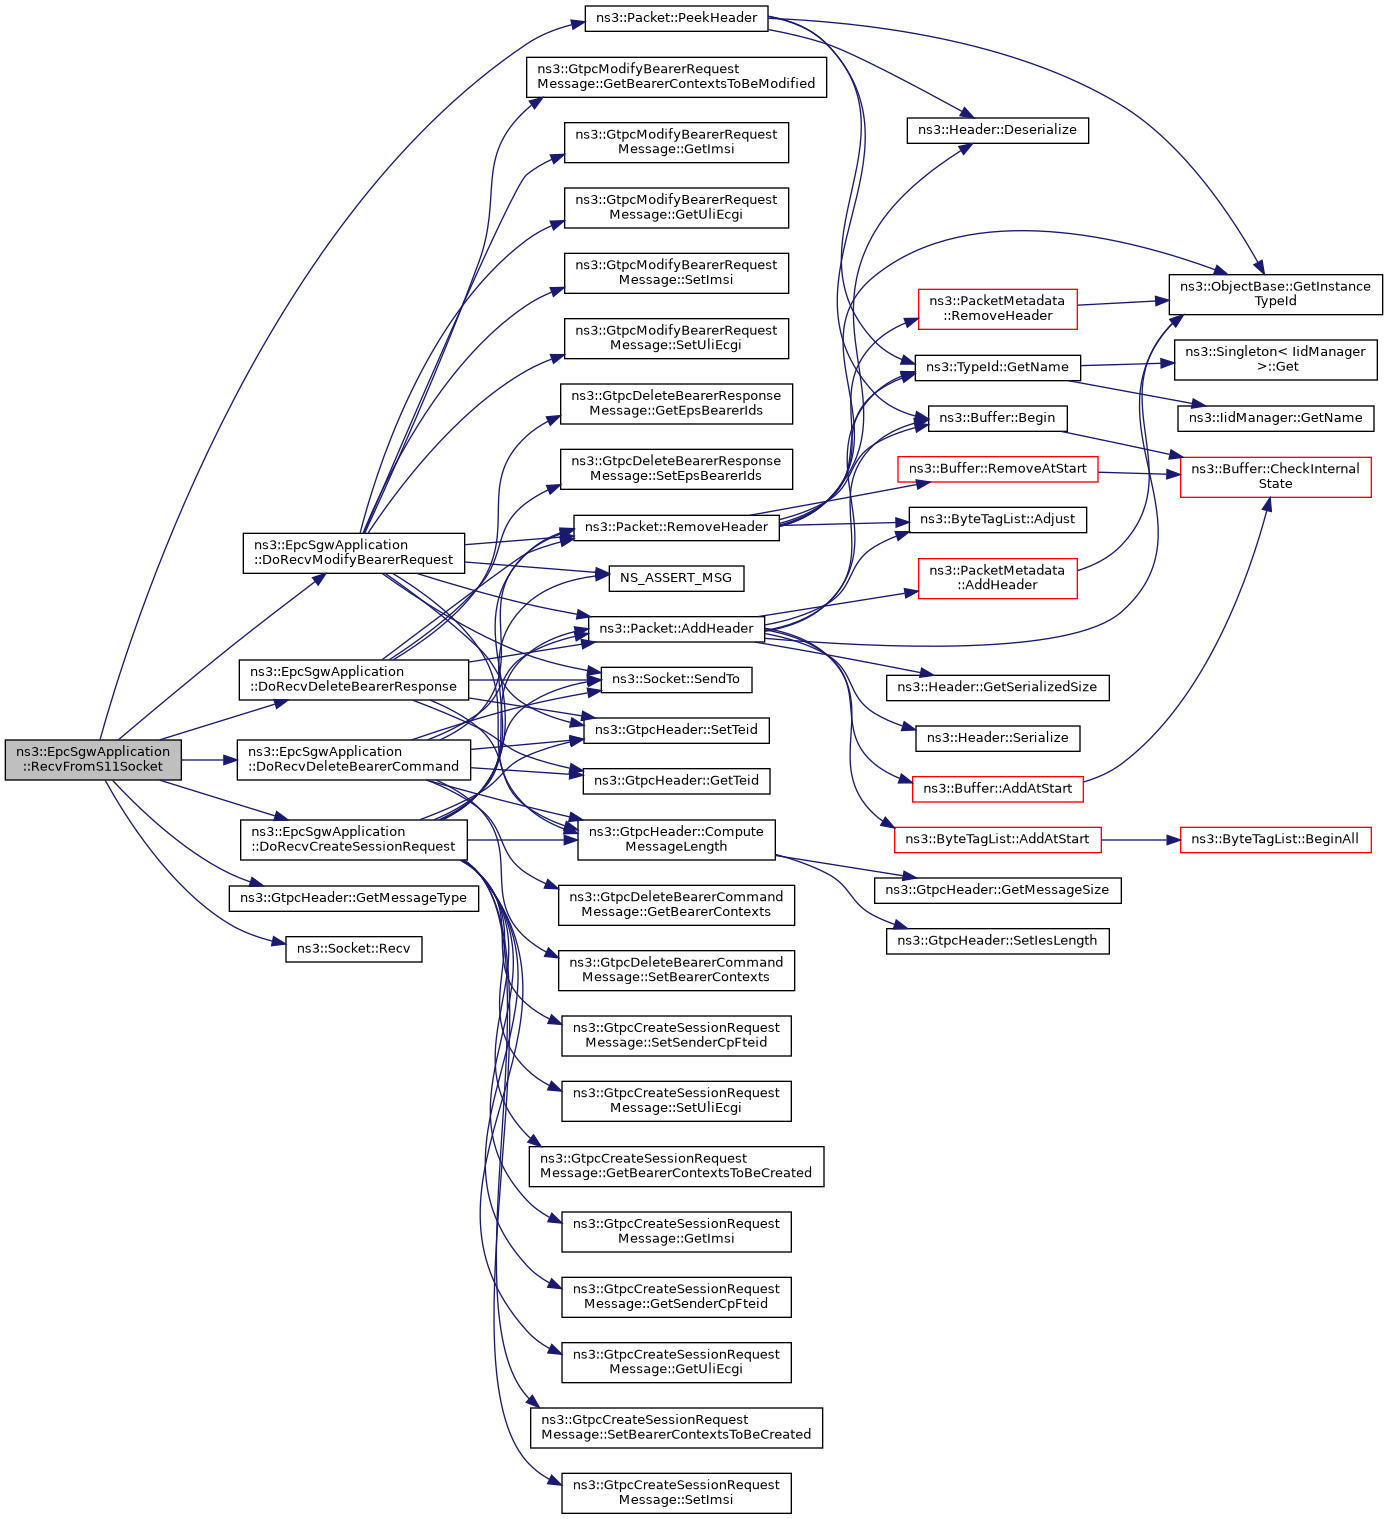 ns3::EpcSgwApplication
::RecvFromS11Socket
ns3::EpcSgwApplication
::DoRecvModifyBearerRequest
ns3::EpcSgwApplication
::DoRecvDeleteBearerResponse
ns3::EpcSgwApplication
::DoRecvDeleteBearerCommand
ns3::EpcSgwApplication
::DoRecvCreateSessionRequest
ns3::GtpcHeader::GetMessageType
ns3::Socket::Recv
ns3::Packet::PeekHeader
ns3::GtpcModifyBearerRequest
Message::GetBearerContextsToBeModified
ns3::GtpcModifyBearerRequest
Message::GetImsi
ns3::GtpcModifyBearerRequest
Message::GetUliEcgi
ns3::GtpcModifyBearerRequest
Message::SetImsi
ns3::GtpcModifyBearerRequest
Message::SetUliEcgi
ns3::GtpcDeleteBearerResponse
Message::GetEpsBearerIds
ns3::GtpcDeleteBearerResponse
Message::SetEpsBearerIds
ns3::Packet::RemoveHeader
NS_ASSERT_MSG
ns3::Packet::AddHeader
ns3::Socket::SendTo
ns3::GtpcHeader::SetTeid
ns3::GtpcHeader::GetTeid
ns3::GtpcHeader::Compute
MessageLength
ns3::GtpcDeleteBearerCommand
Message::GetBearerContexts
ns3::GtpcDeleteBearerCommand
Message::SetBearerContexts
ns3::GtpcCreateSessionRequest
Message::SetSenderCpFteid
ns3::GtpcCreateSessionRequest
Message::SetUliEcgi
ns3::GtpcCreateSessionRequest
Message::GetBearerContextsToBeCreated
ns3::GtpcCreateSessionRequest
Message::GetImsi
ns3::GtpcCreateSessionRequest
Message::GetSenderCpFteid
ns3::GtpcCreateSessionRequest
Message::GetUliEcgi
ns3::GtpcCreateSessionRequest
Message::SetBearerContextsToBeCreated
ns3::GtpcCreateSessionRequest
Message::SetImsi
ns3::Header::Deserialize
ns3::PacketMetadata
::RemoveHeader
ns3::TypeId::GetName
ns3::Buffer::Begin
ns3::Buffer::RemoveAtStart
ns3::ByteTagList::Adjust
ns3::PacketMetadata
::AddHeader
ns3::Header::GetSerializedSize
ns3::Header::Serialize
ns3::Buffer::AddAtStart
ns3::ByteTagList::AddAtStart
ns3::GtpcHeader::GetMessageSize
ns3::GtpcHeader::SetIesLength
ns3::ObjectBase::GetInstance
TypeId
ns3::Singleton< IidManager
>::Get
ns3::IidManager::GetName
ns3::Buffer::CheckInternal
State
ns3::ByteTagList::BeginAll